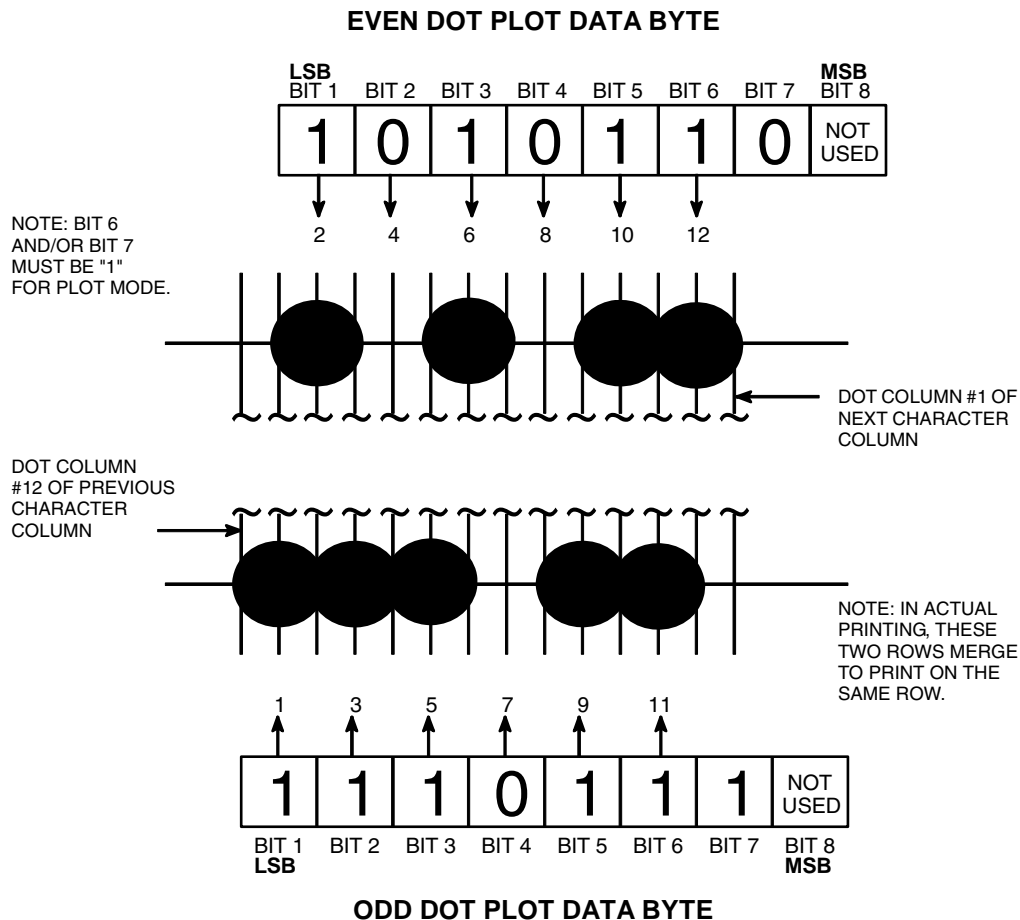 EVEN DOT PLOT DATA BYTE
LSB MSB
BIT 1 BIT 2 BIT 3 BIT 4 BIT 5 BIT 6 BIT 7 BIT 8
1 0 1 0 1 1 0 NOT
USED
2 4 6 8 10 12
NOTE: BIT 6
AND/OR BIT 7
MUST BE "1"
FOR PLOT MODE.
DOT COLUMN #1 OF
NEXT CHARACTER
COLUMN
DOT COLUMN
#12 OF PREVIOUS
CHARACTER
COLUMN
NOTE: IN ACTUAL
PRINTING, THESE
TWO ROWS MERGE
TO PRINT ON THE
SAME ROW.
1 3 5 7 9 11
1 1 1 0 1 1 1 NOT
USED
BIT 1 BIT 2 BIT 3 BIT 4 BIT 5 BIT 6 BIT 7 BIT 8
LSB MSB
ODD DOT PLOT DATA BYTE